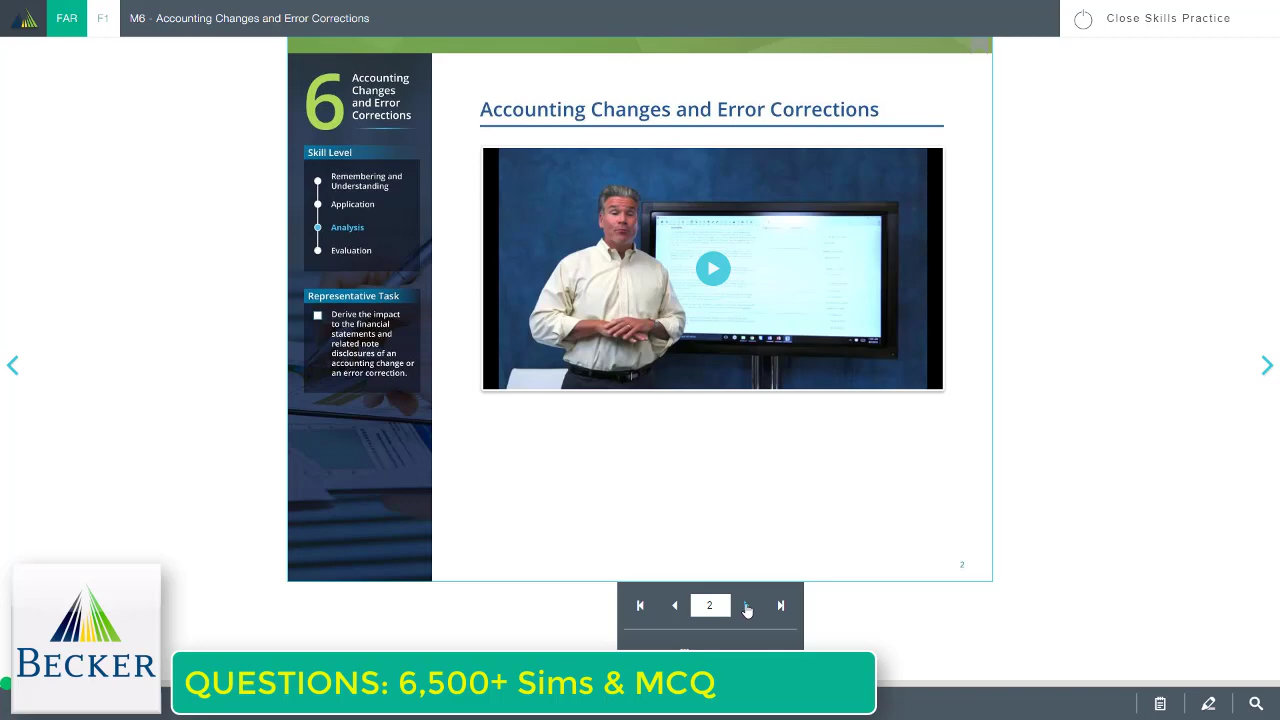 FAR
F1
M6 - Accounting Changes and Error Corrections
Close Skills Practice
6
Accounting
Changes
and Error
Corrections
Skill Level
Remembering and
Understanding
Application
Analysis
Evaluation
Representative Task
Derive the impact
to the financial
statements and
related note
disclosures of an
accounting change or
an error correction.
Accounting Changes and Error Corrections
2
2
BECKER
QUESTIONS: 6,500+ Sims & MCQ